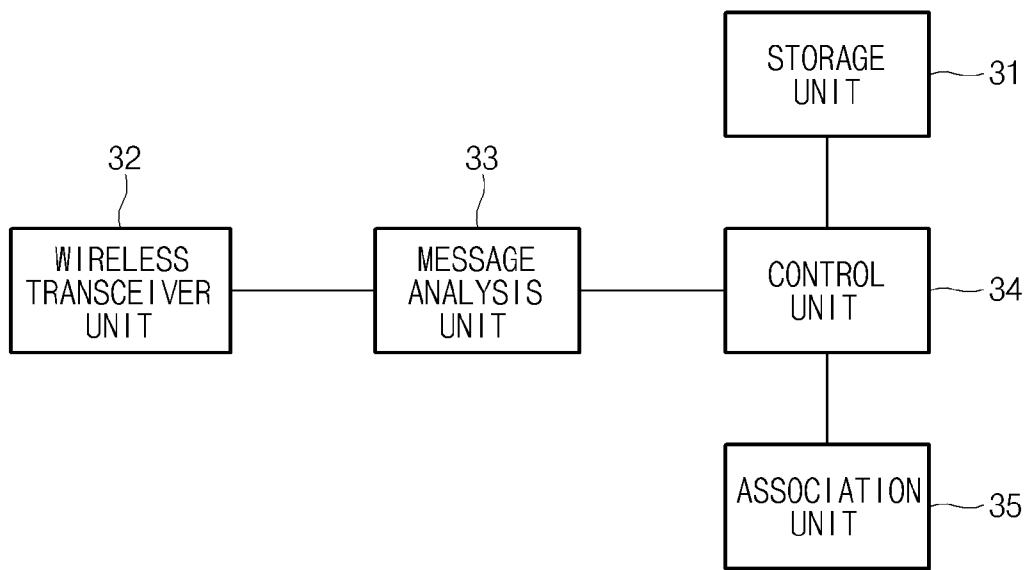 STORAGE
UNIT
31
32
33
WIRELESS
TRANSCEIVER
UNIT
MESSAGE
ANALYSIS
UNIT
CONTROL
UNIT
34
ASSOCIATION
UNIT
35